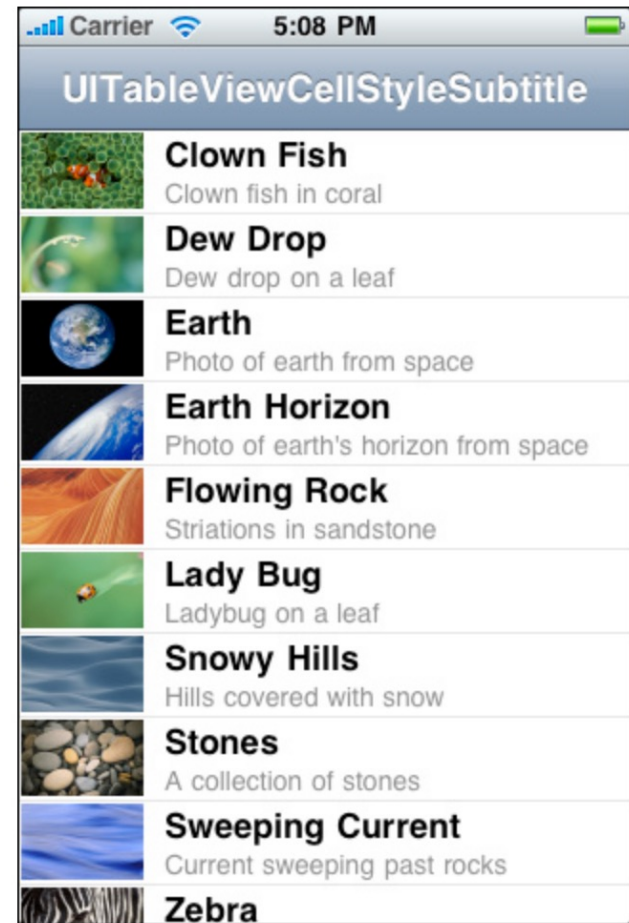 Carrier 5:08 PM
UITableViewCellStyleSubtitle
Clown Fish
Clown fish in coral
Dew Drop
Dew drop on a leaf
Earth
Photo of earth from space
Earth Horizon
Photo of earth's horizon from space
Flowing Rock
Striations in sandstone
Lady Bug
Ladybug on a leaf
Snowy Hills
Hills covered with snow
Stones
A collection of stones
Sweeping Current
Current sweeping past rocks
Zebra